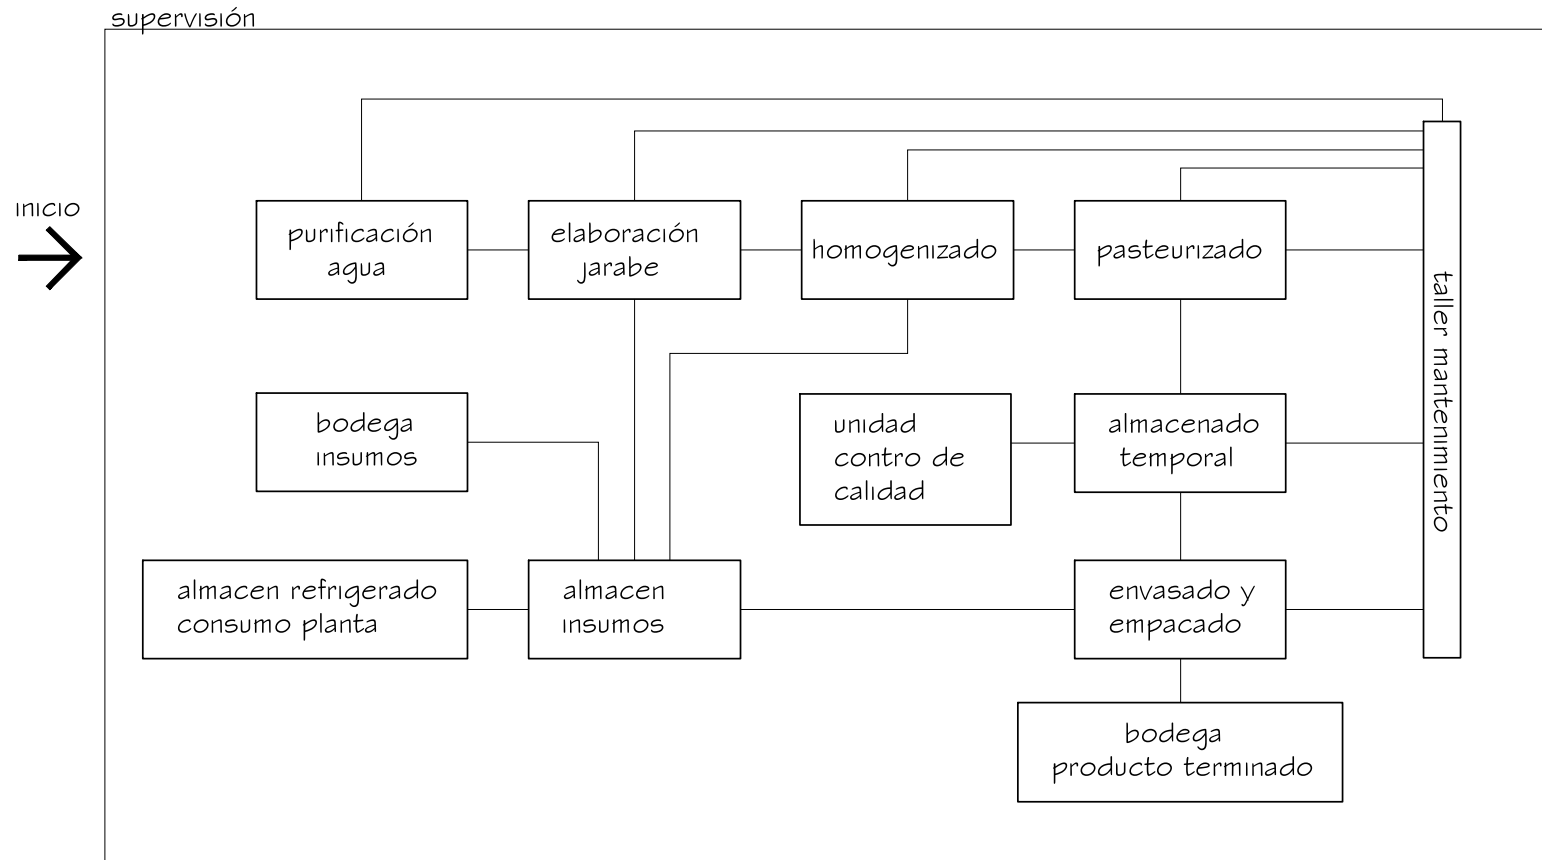 supervisión
inicio
purificación
agua
elaboración
jarabe
homogenizado
pasteurizado
taller mantenimiento
bodega
insumos
unidad
contro de
calidad
almacenado
temporal
almacen refrigerado
consumo planta
almacen
insumos
envasado y
empacado
bodega
producto terminado